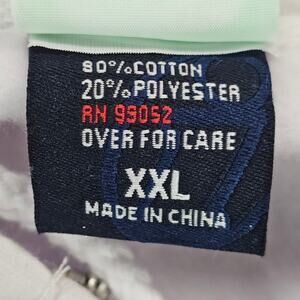 80%COTTON
20%POLYESTER
RN 99052
OVER FOR CARE
XXL
MADE IN CHINA